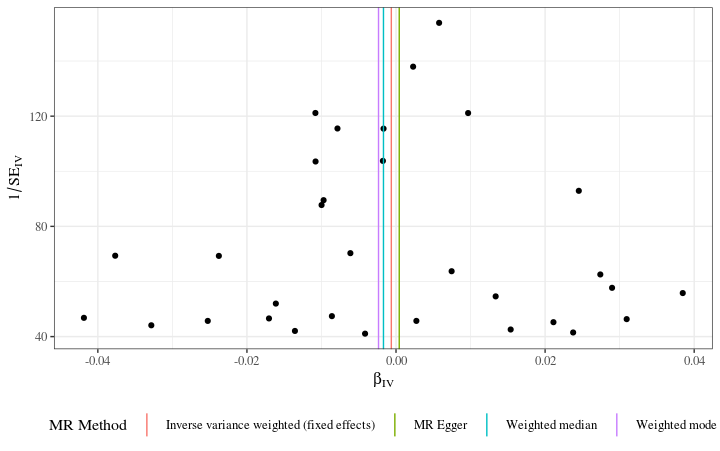 1/SE_IV
120
80
40
-0.04
-0.02
0.00
0.02
0.04
β_IV
MR Method
Inverse variance weighted (fixed effects)
MR Egger
Weighted median
Weighted mode